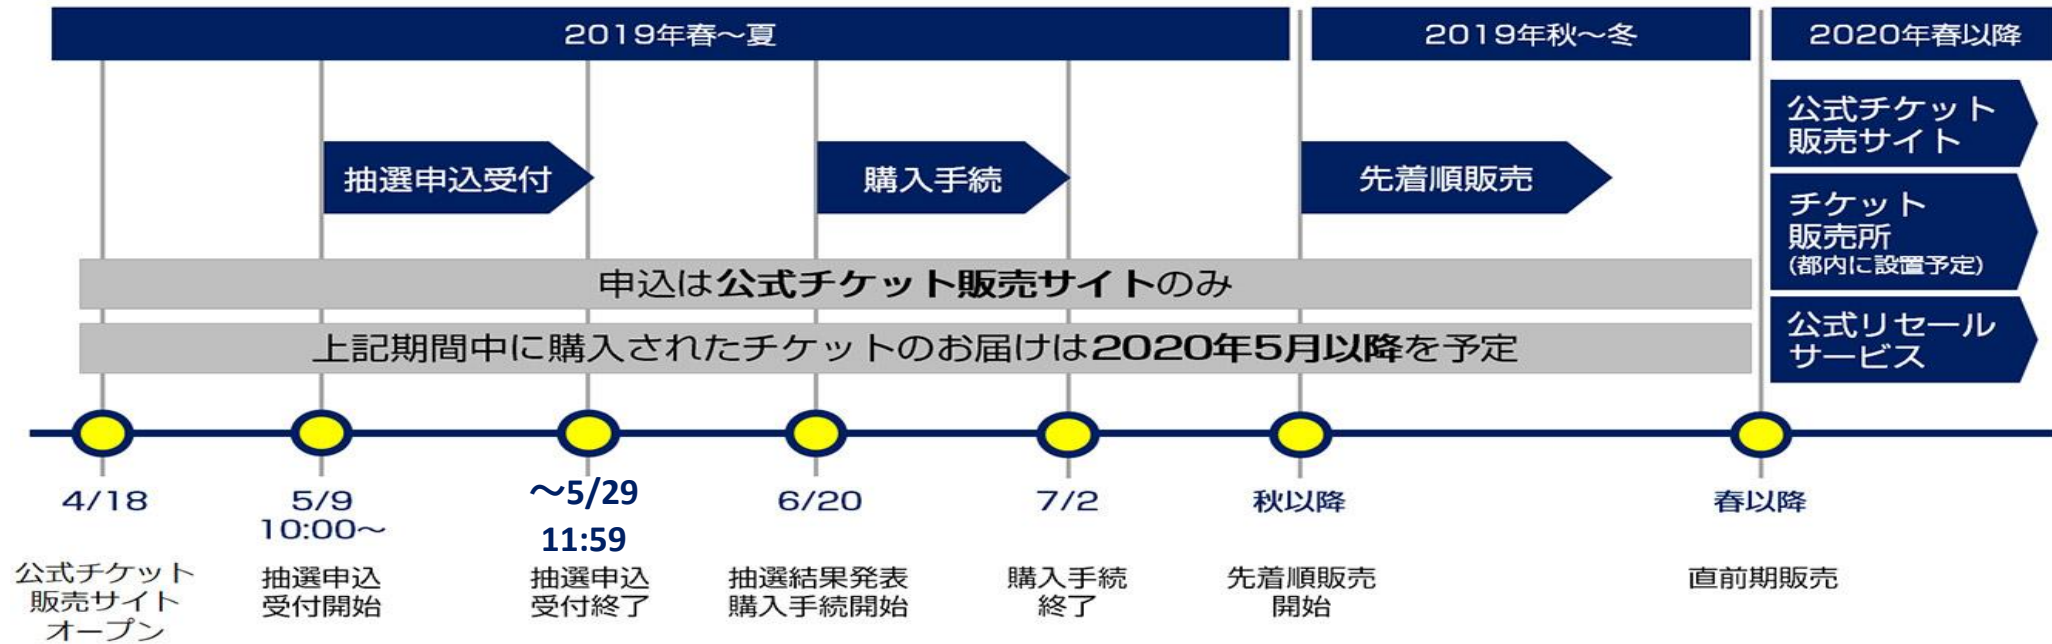 2019年春～夏
2019年秋～冬
2020年春以降
抽選申込受付
購入手続
先着順販売
公式チケット
販売サイト
チケット
販売所
(都内に設置予定)
公式リセール
サービス
申込は公式チケット販売サイトのみ
上記期間中に購入されたチケットのお届けは2020年5月以降を予定
4/18
公式チケット
販売サイト
オープン
5/9
10:00～
抽選申込
受付開始
～5/29
11:59
抽選申込
受付終了
6/20
抽選結果発表
購入手続開始
7/2
購入手続
終了
秋以降
先着順販売
開始
春以降
直前期販売